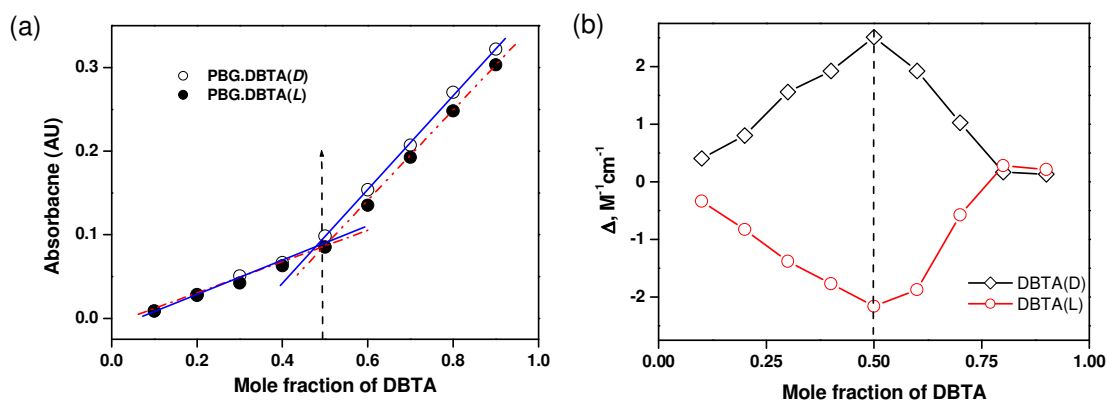 (a)
PBG.DBTA(D)
PBG.DBTA(L)
Absorbacne (AU)
0.3
0.2
0.1
0.0
0.0 0.2 0.4 0.6 0.8 1.0
Mole fraction of DBTA
(b)
Δ, M⁻¹cm⁻¹
2
1
0
-1
-2
DBTA(D)
DBTA(L)
0.00 0.25 0.50 0.75 1.00
Mole fraction of DBTA